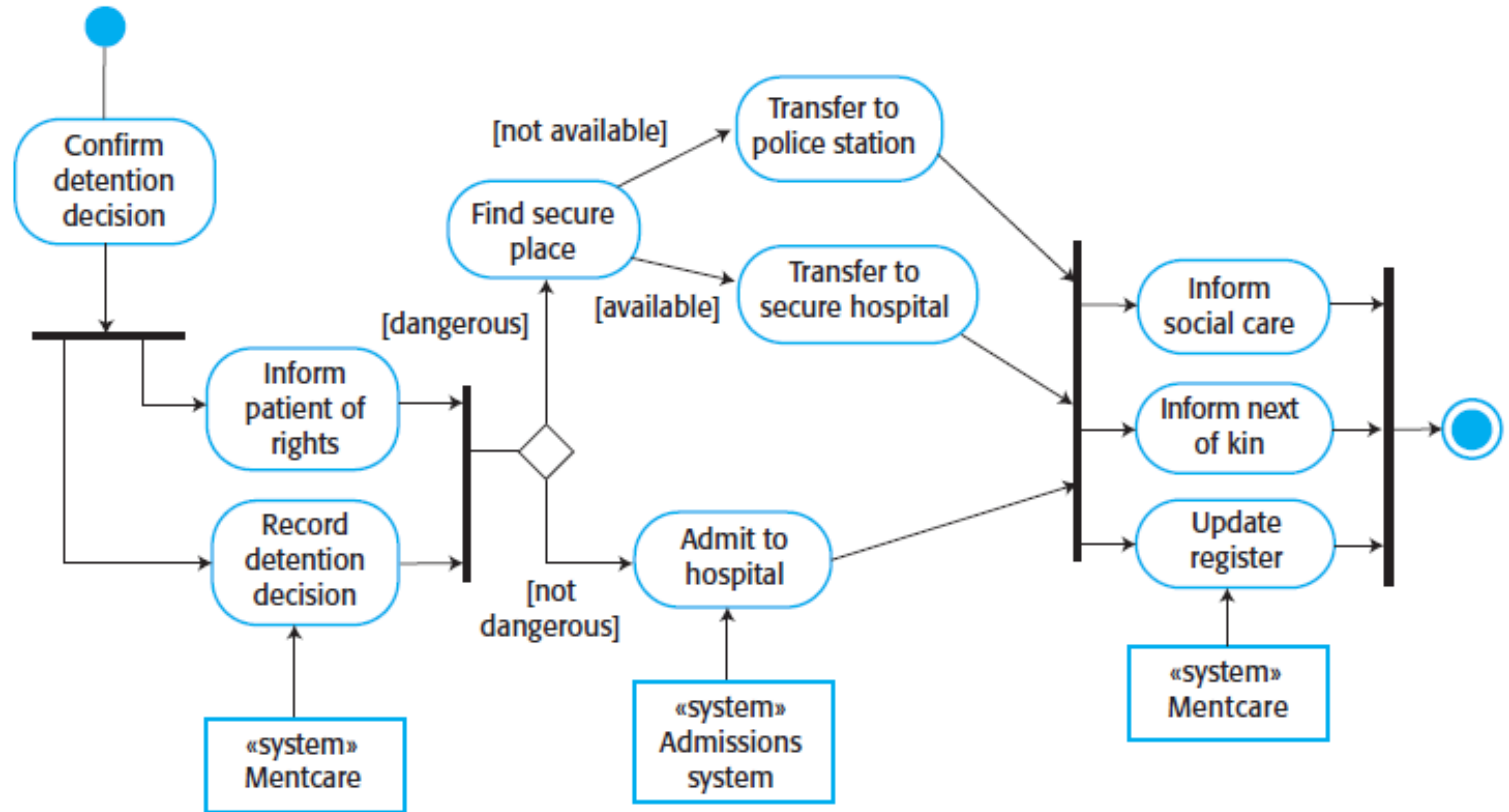 Confirm
detention
decision
Inform
patient of
rights
Record
detention
decision
«system»
Mentcare
[dangerous]
[not
dangerous]
Find secure
place
[not available]
[available]
Transfer to
police station
Transfer to
secure hospital
Admit to
hospital
«system»
Admissions
system
Inform
social care
Inform next
of kin
Update
register
«system»
Mentcare